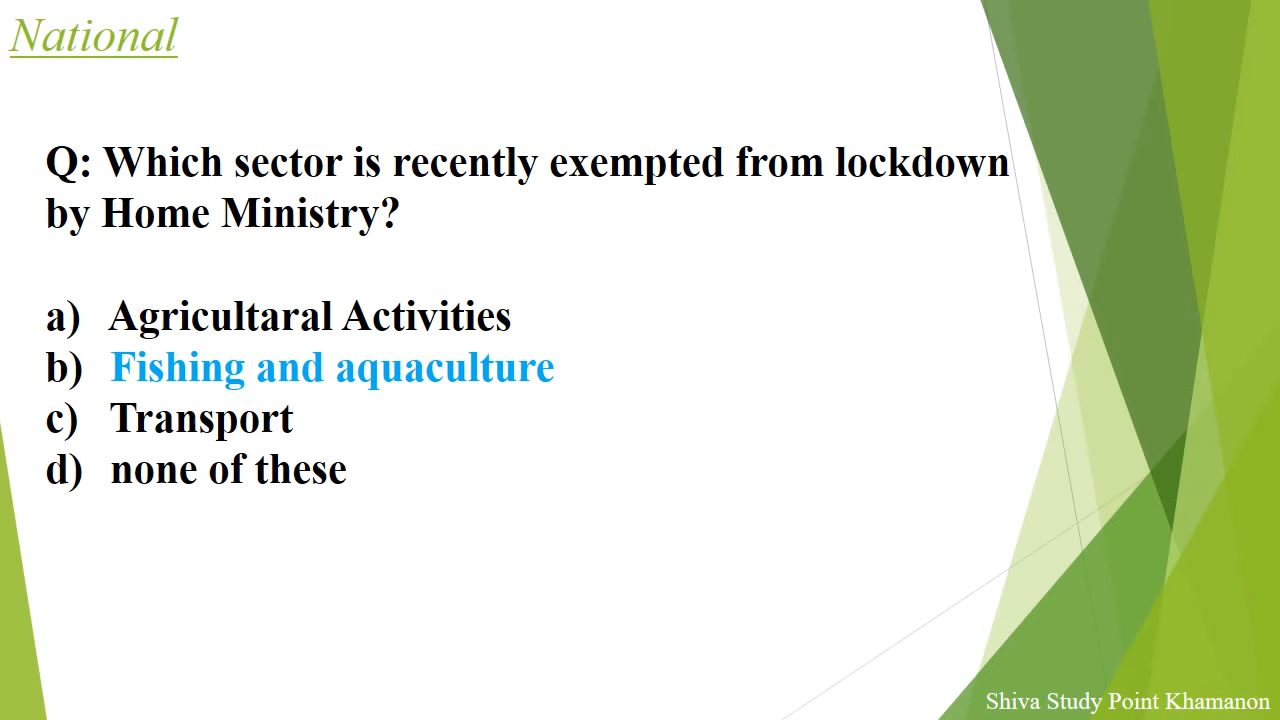 National
Q: Which sector is recently exempted from lockdown
by Home Ministry?
a) Agricultaral Activities
b) Fishing and aquaculture
c) Transport
d) none of these
Shiva Study Point Khamanon